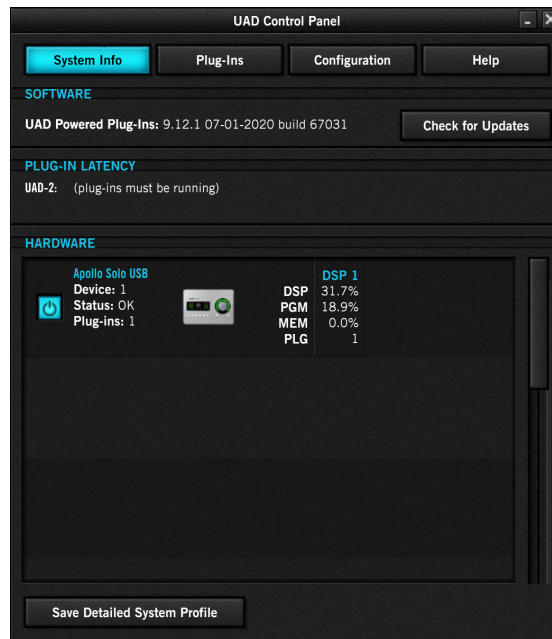 UAD Control Panel
System Info
Plug-Ins
Configuration
Help
SOFTWARE
UAD Powered Plug-Ins: 9.12.1 07-01-2020 build 67031
Check for Updates
PLUG-IN LATENCY
UAD-2: (plug-ins must be running)
HARDWARE
Apollo Solo USB
Device: 1
Status: OK
Plug-ins: 1
DSP 1
DSP 31.7%
PGM 18.9%
MEM 0.0%
PLG 1
Save Detailed System Profile